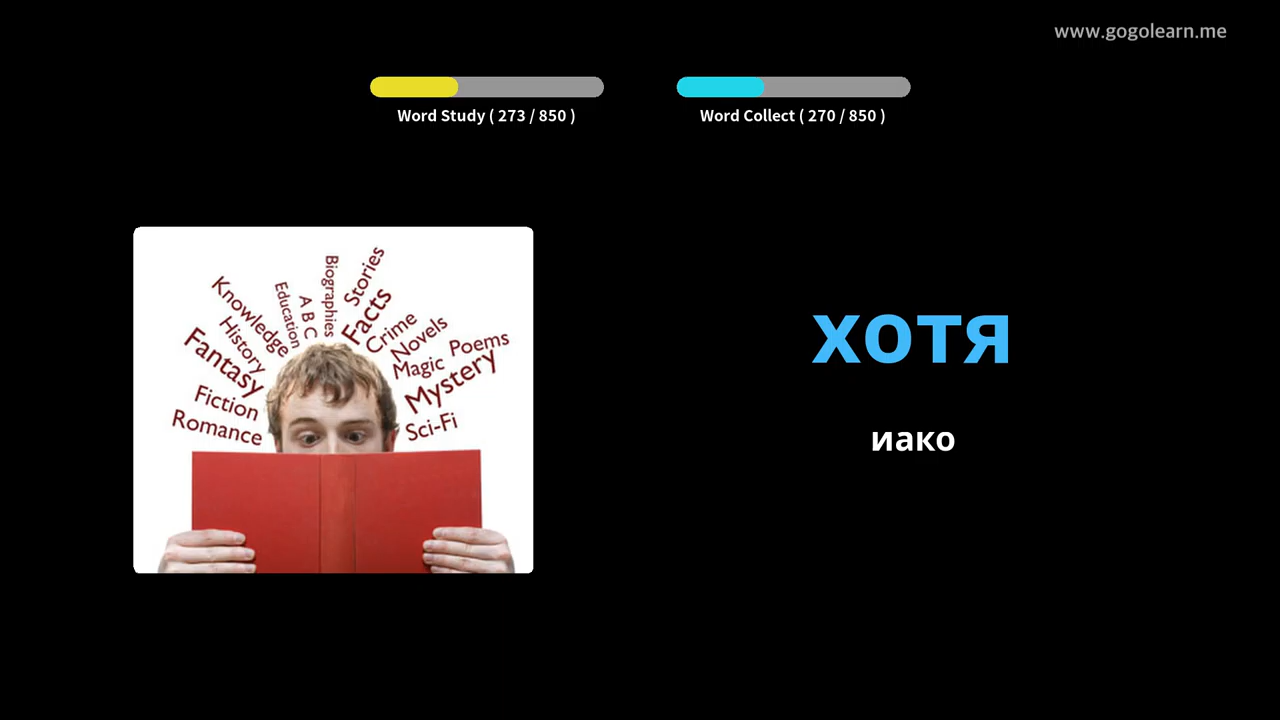 www.gogolearn.me
Word Study ( 273 / 850 )
Word Collect ( 270 / 850 )
Knowledge
Education
A B C
Biographies
Stories
Facts
Crime
Novels
Poems
Magic
Mystery
Sci-Fi
History
Fantasy
Fiction
Romance
хотя
иако